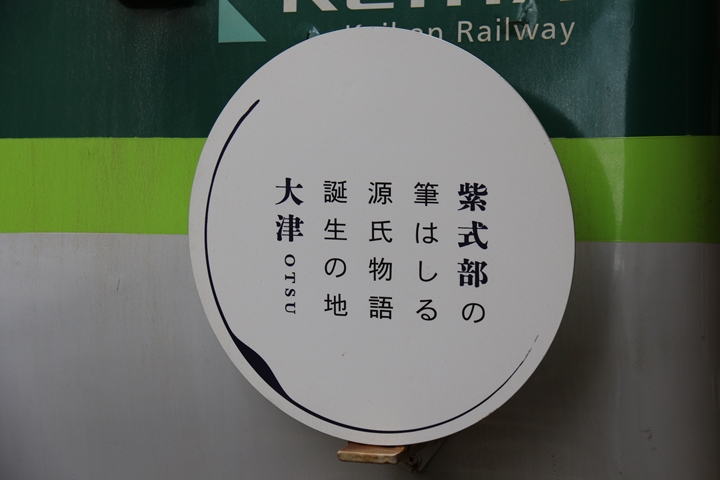 Railway
紫式部の
筆はしる
源氏物語
誕生の地
大津 OTSU